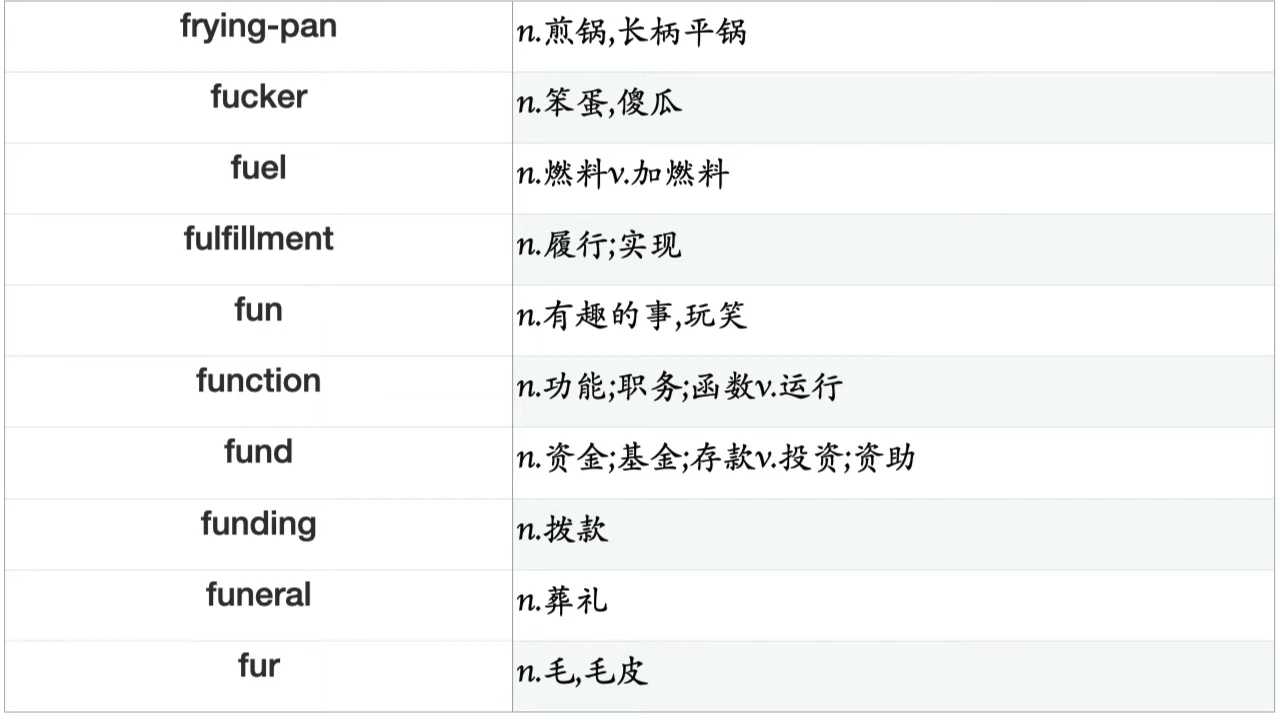 frying-pan n.煎锅,长柄平锅
fucker n.笨蛋,傻瓜
fuel n.燃料v.加燃料
fulfillment n.履行;实现
fun n.有趣的事,玩笑
function n.功能;职务;函数v.运行
fund n.资金;基金;存款v.投资;资助
funding n.拨款
funeral n.葬礼
fur n.毛,毛皮